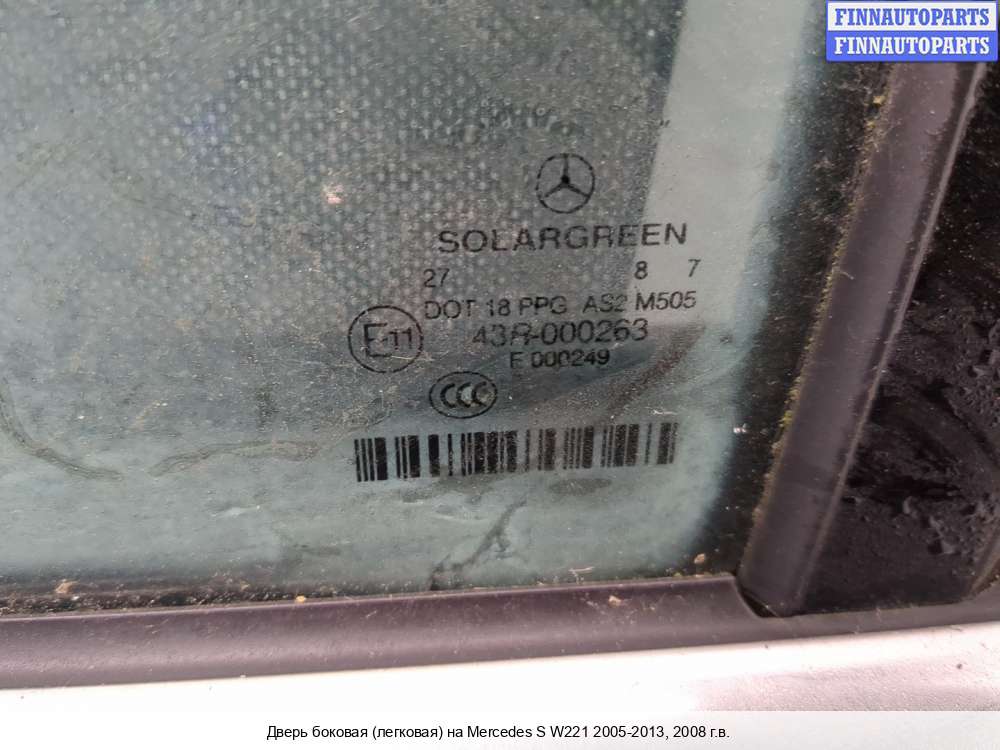 FINNAUTOPARTS
FINNAUTOPARTS
SOLARGREEN
27 8 7
DOT 18 PPG AS2 M505
E11 43R-000263
E 000249
CCC
Дверь боковая (легковая) на Mercedes S W221 2005-2013, 2008 г.в.